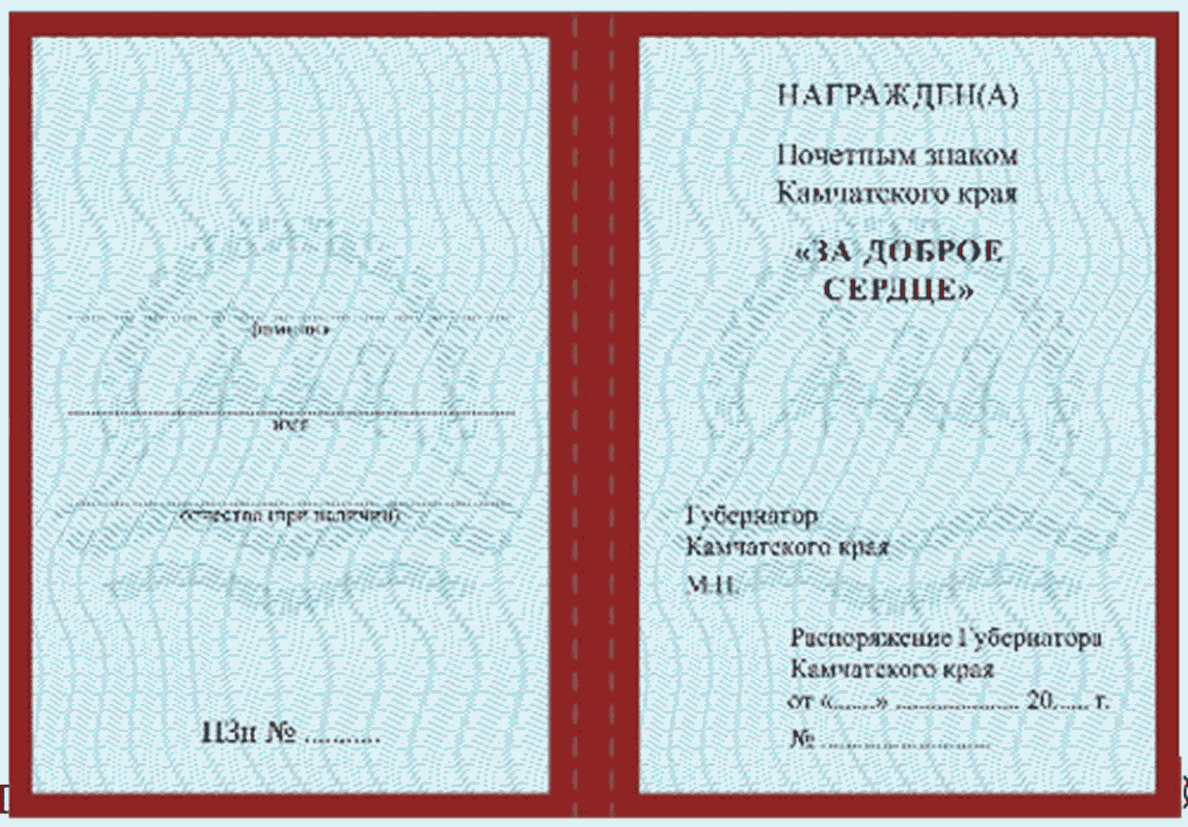 фамилия
имя
отчество (при наличии)
ПЗн № ...........
НАГРАЖДЕН(А)
Почетным знаком
Камчатского края
«ЗА ДОБРОЕ
СЕРДЦЕ»
Губернатор
Камчатского края
М.П.
Распоряжение Губернатора
Камчатского края
от «.......» ..................... 20...... г.
№ .............................